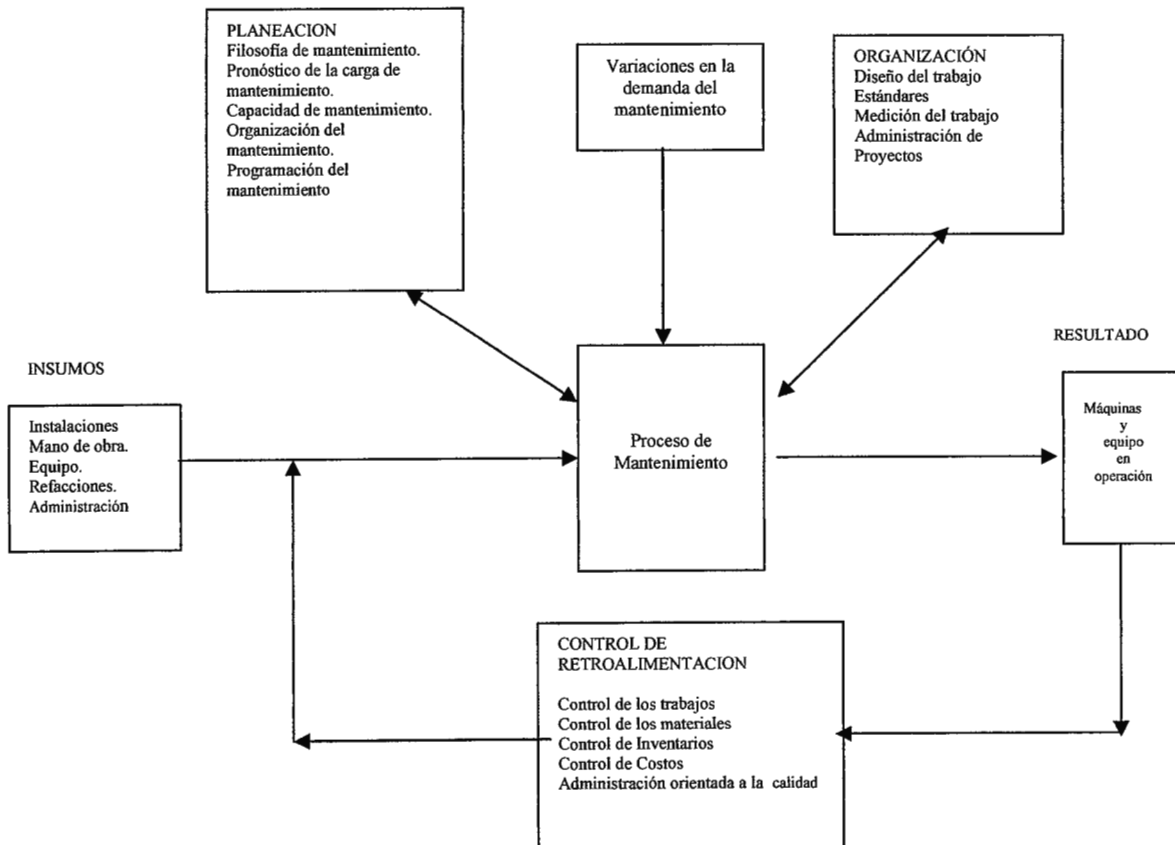 PLANEACION
Filosofía de mantenimiento.
Pronóstico de la carga de
mantenimiento.
Capacidad de mantenimiento.
Organización del
mantenimiento.
Programación del
mantenimiento
Variaciones en la
demanda del
mantenimiento
ORGANIZACIÓN
Diseño del trabajo
Estándares
Medición del trabajo
Administración de
Proyectos
INSUMOS
Instalaciones
Mano de obra.
Equipo.
Refacciones.
Administración
Proceso de
Mantenimiento
RESULTADO
Máquinas
y
equipo
en
operación
CONTROL DE
RETROALIMENTACION
Control de los trabajos
Control de los materiales
Control de Inventarios
Control de Costos
Administración orientada a la calidad